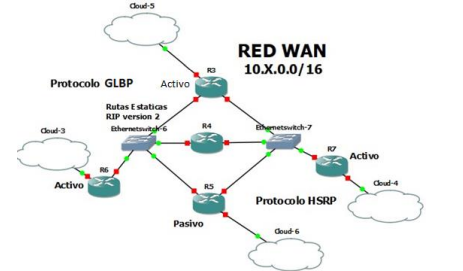 Cloud-5
RED WAN
10.X.0.0/16
R3
Protocolo GLBP
Activo
Rutas Estaticas
RIP version 2
Ethernetswitch-6
R4
Ethernetswitch-7
Cloud-3
R7
Activo
R6
Activo
R5
Protocolo HSRP
Cloud-4
Pasivo
Cloud-6